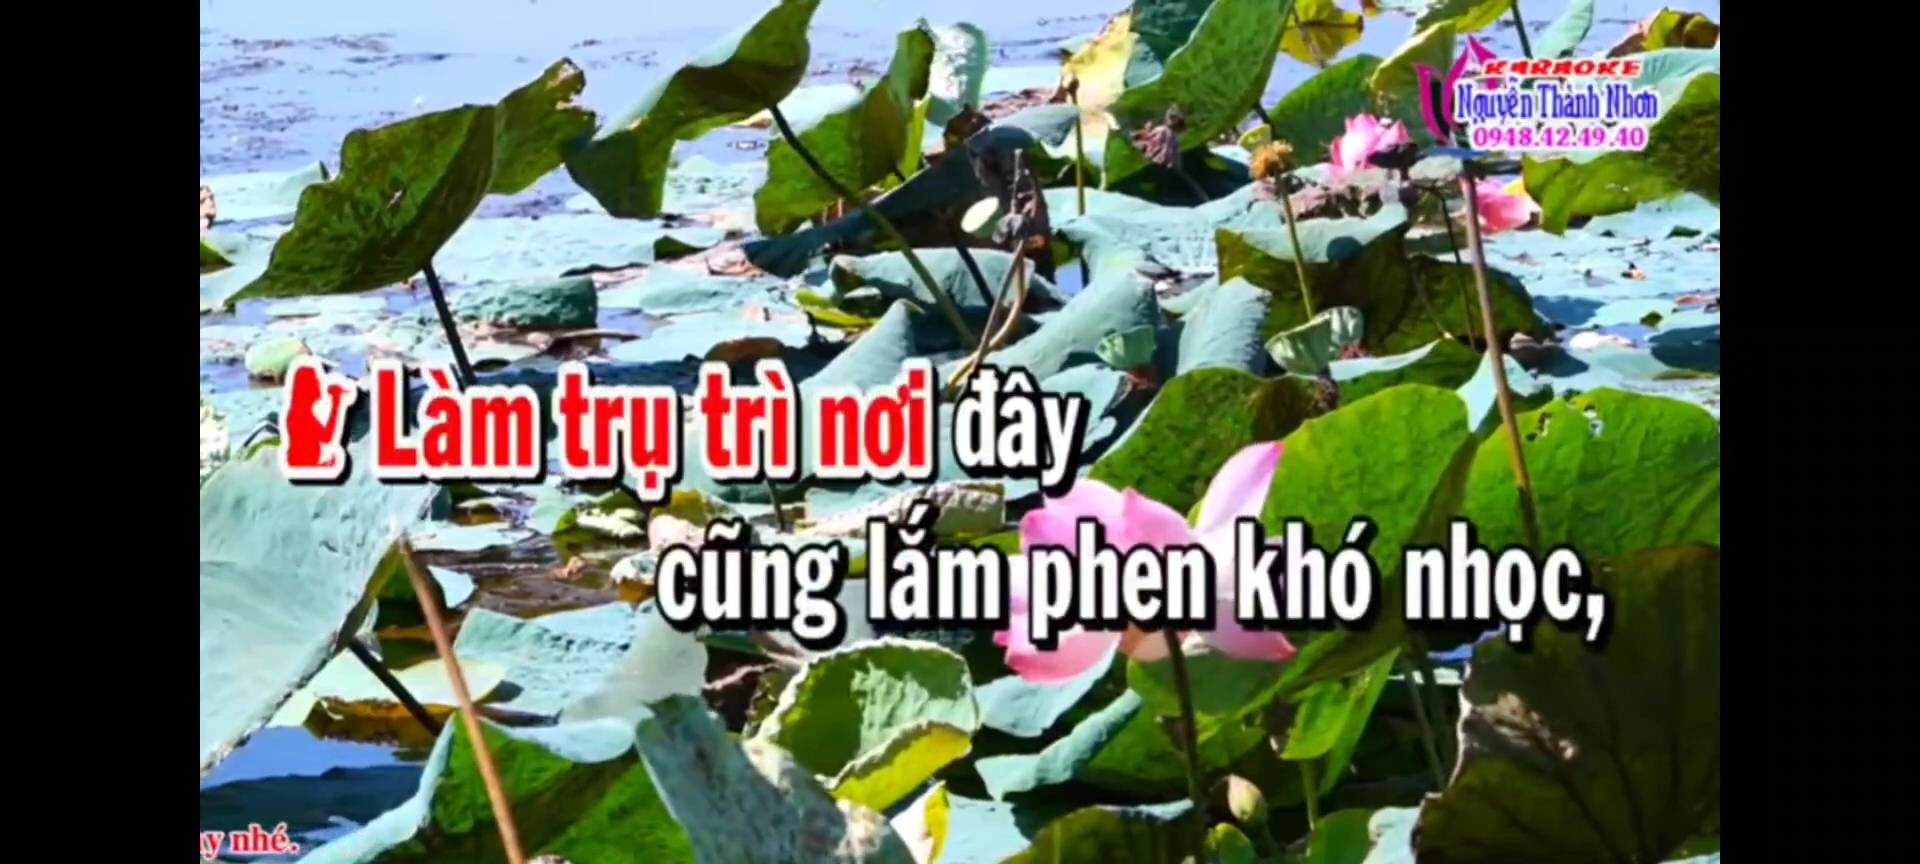 KARAOKE
Nguyễn Thành Nhơn
0948.42.49.40
Làm trụ trì nơi đây
cũng lắm phen khó nhọc,
nhé.